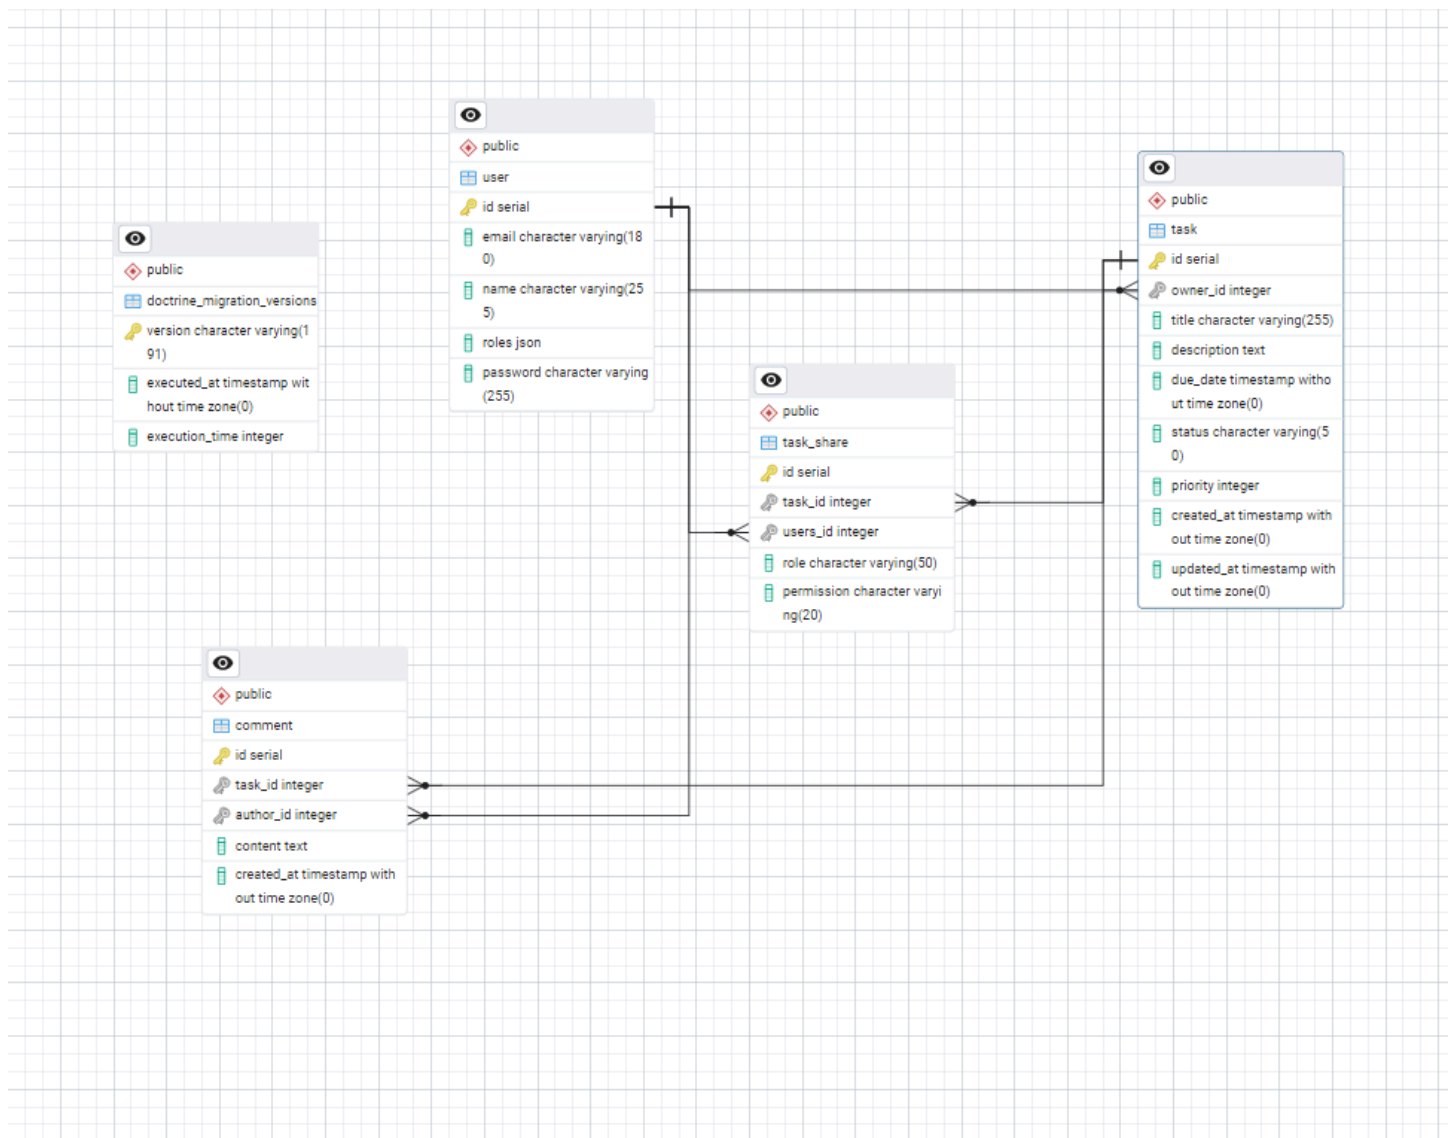 public
user
id serial
email character varying(18
0)
name character varying(25
5)
roles json
password character varying
(255)
public
task
id serial
owner_id integer
title character varying(255)
description text
due_date timestamp witho
ut time zone(0)
status character varying(5
0)
priority integer
created_at timestamp with
out time zone(0)
updated_at timestamp with
out time zone(0)
public
doctrine_migration_versions
version character varying(1
91)
executed_at timestamp wit
hout time zone(0)
execution_time integer
public
task_share
id serial
task_id integer
users_id integer
role character varying(50)
permission character varyi
ng(20)
public
comment
id serial
task_id integer
author_id integer
content text
created_at timestamp with
out time zone(0)